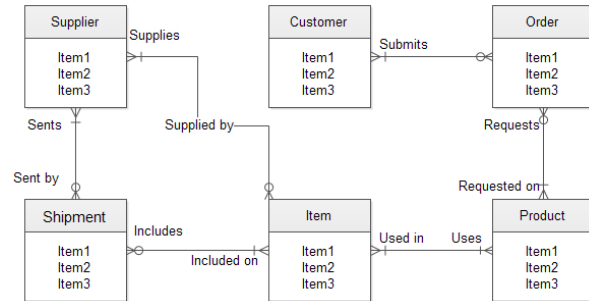 Supplier
Item1
Item2
Item3
Supplies
Customer
Item1
Item2
Item3
Submits
Order
Item1
Item2
Item3
Sents
Supplied by
Requests
Sent by
Requested on
Shipment
Item1
Item2
Item3
Includes
Included on
Item
Item1
Item2
Item3
Used in
Uses
Product
Item1
Item2
Item3